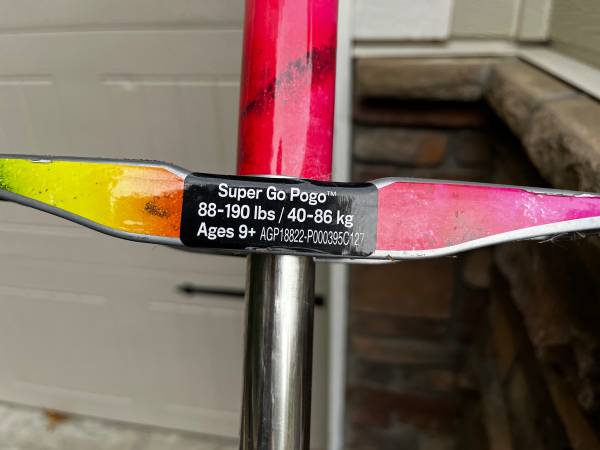 Super Go Pogo™
88-190 lbs / 40-86 kg
Ages 9+ AGP18822-P000395C127